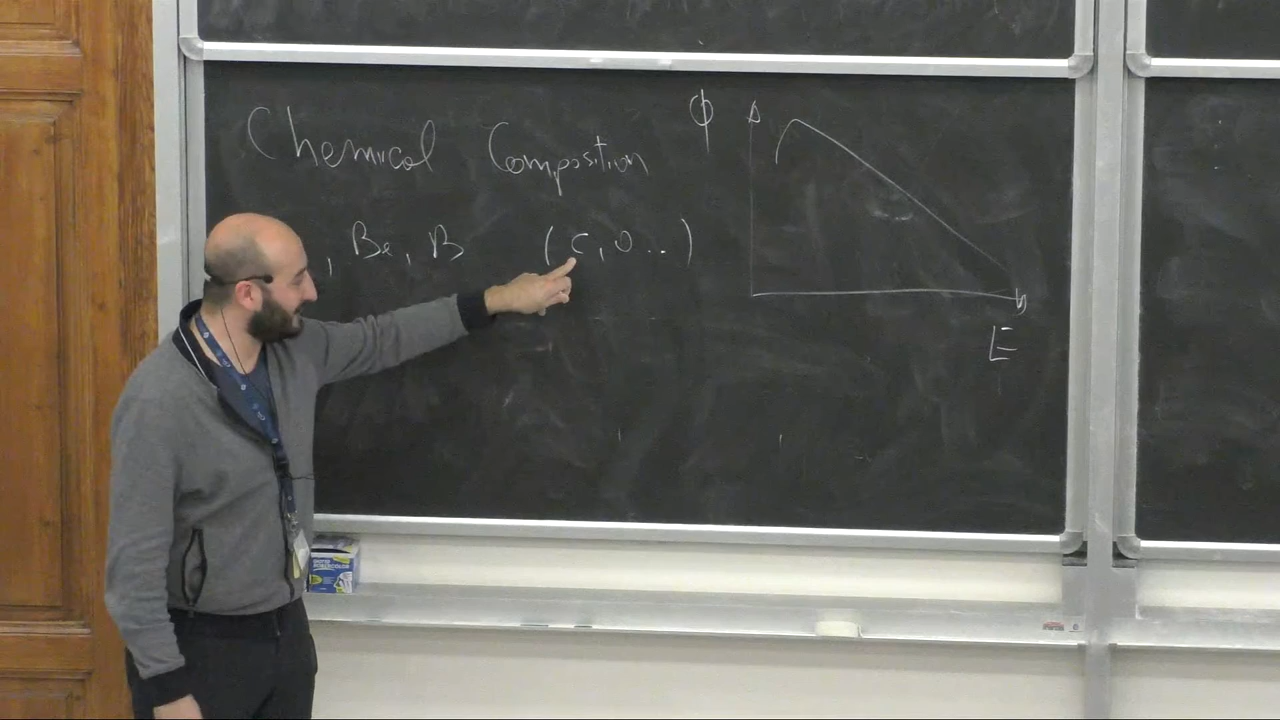 Chemical Composition
, Be, B (C, O...)
ϕ
E